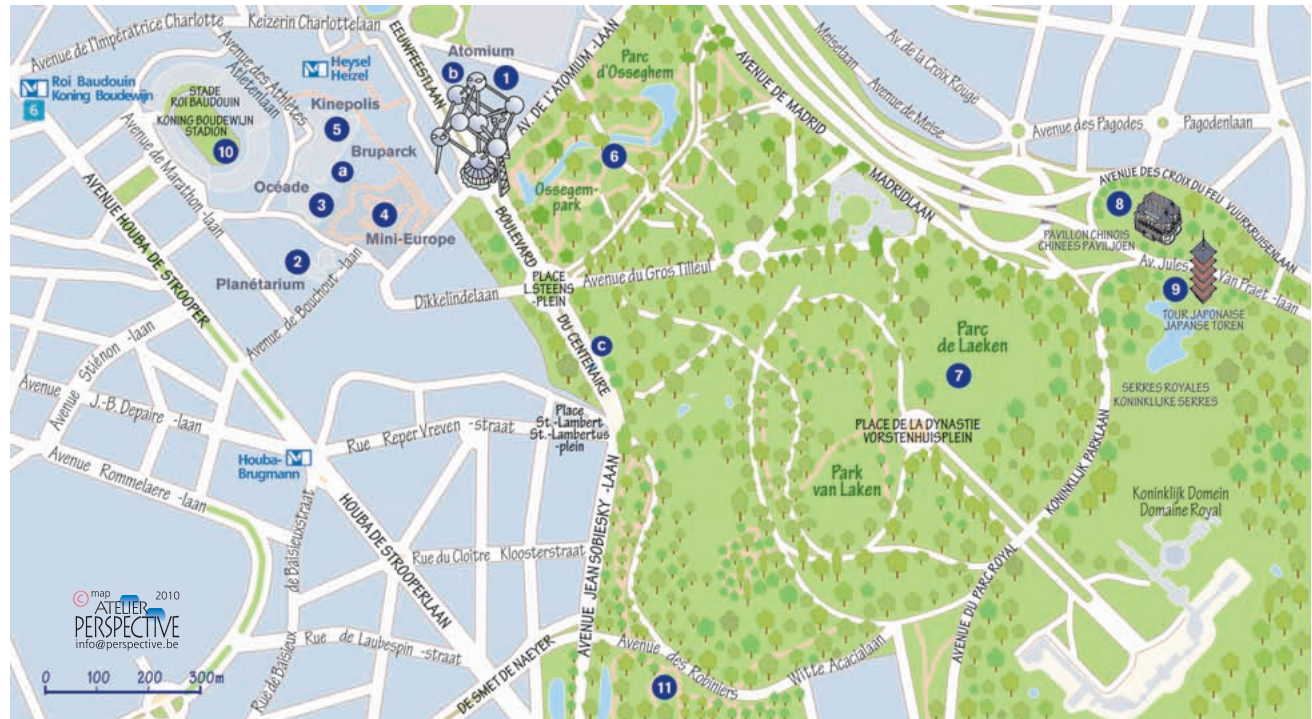 Avenue de l'Impératrice Charlotte
Keizerin Charlottelaan
Roi Baudouin
Koning Boudewijn
6
STADE
ROI BAUDOUIN
KONING BOUDEWIJN
STADION
10
Avenue des Athlètes
Atletenlaan
Heysel
Heizel
Kinepolis
5
Bruparck
a
Océade
3
4
Mini-Europe
2
Planétarium
Avenue de Marathon -laan
AVENUE HOUBA DE STROOPER
Avenue de Bouchout -laan
EEUWFEESTLAAN
Atomium
b
1
AV. DE L'ATOMIUM -LAAN
Parc
d'Osseghem
6
Ossegem-
park
BOULEVARD
DU CENTENAIRE
PLACE
L. STEENS
-PLEIN
Dikkelindelaan
Avenue du Gros Tilleul
C
AVENUE DE MADRID
MADRIDLAAN
Meiselaan
Avenue de Meise
Av. de la Croix Rouge
Avenue des Pagodes
Pagodenlaan
AVENUE DES CROIX DU FEU
VUURKRUISENLAAN
8
PAVILLON CHINOIS
CHINEES PAVILJOEN
Av. Jules
Van Praet -laan
9
TOUR JAPONAISE
JAPANSE TOREN
SERRES ROYALES
KONINKLIJKE SERRES
Parc
de Laeken
7
PLACE DE LA DYNASTIE
VORSTENHUISPLEIN
Park
van Laken
KONINKLIJK PARKLAAN
AVENUE DU PARC ROYAL
Koninklijk Domein
Domaine Royal
Avenue Stiénon -laan
Avenue J.-B. Depaire -laan
Avenue Rommelaere -laan
Houba-
Brugmann
Rue Reper Vreven -straat
Place
St.-Lambert
St.-Lambertus
-plein
HOUBA DE STROOPERLAAN
de Baisieuxstraat
Rue de Baisieux
Rue du Cloître Kloosterstraat
Rue de Laubespin -straat
AVENUE JEAN SOBIESKY -LAAN
DE SMET DE NAEYER
Avenue des Robiniers
Witte Acacialaan
11
© map 2010
ATELIER
PERSPECTIVE
info@perspective.be
0 100 200 300m